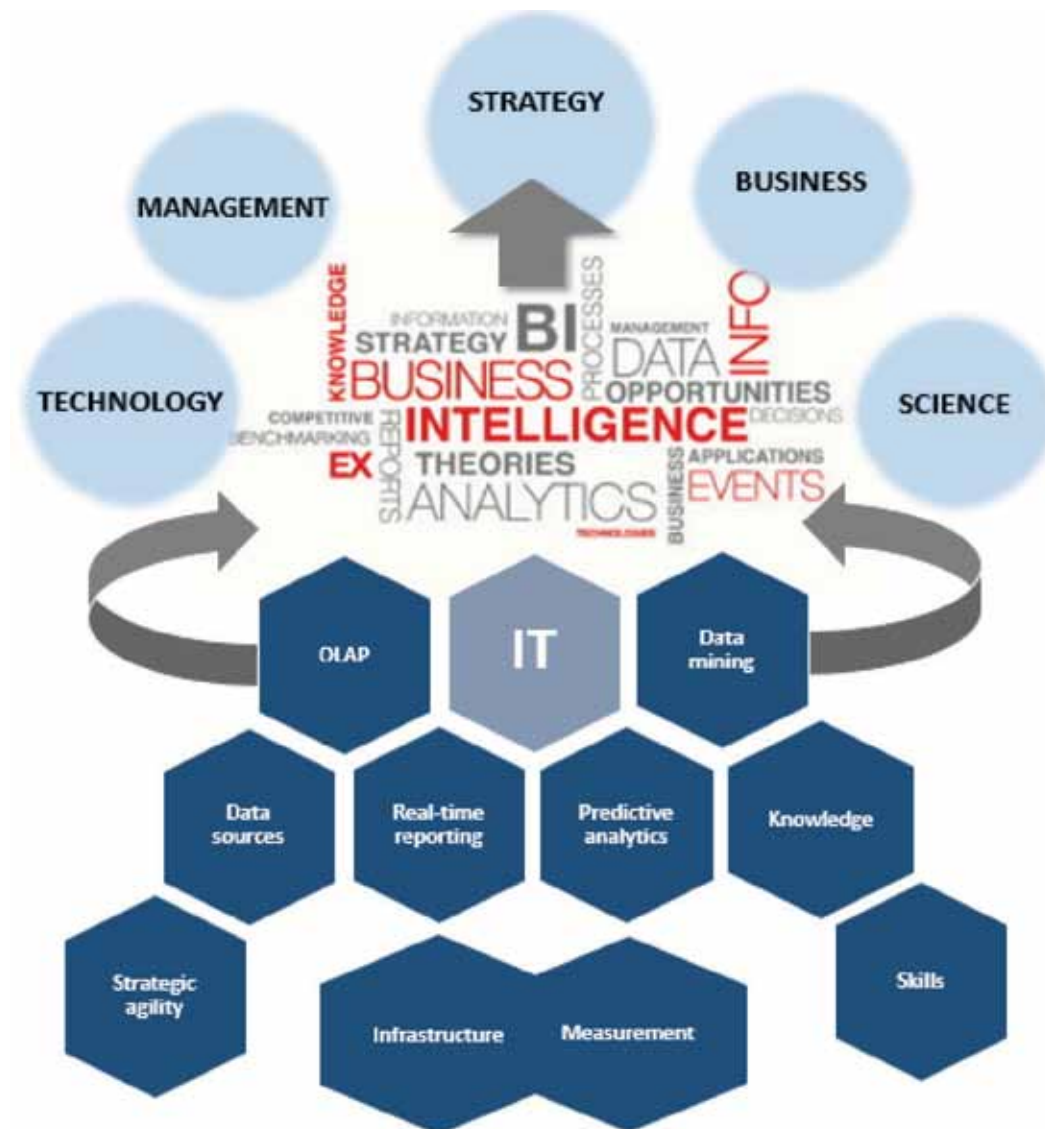 STRATEGY
BUSINESS
MANAGEMENT
TECHNOLOGY
SCIENCE
KNOWLEDGE
INFORMATION
STRATEGY
BI
PROCESSES
MANAGEMENT
DATA
INFO
BUSINESS
OPPORTUNITIES
COMPETITIVE
BENCHMARKING
REPORTS
INTELLIGENCE
DECISIONS
EX
THEORIES
ANALYTICS
BUSINESS
APPLICATIONS
EVENTS
TECHNOLOGIES
OLAP
IT
Data
mining
Data
sources
Real-time
reporting
Predictive
analytics
Knowledge
Strategic
agility
Infrastructure
Measurement
Skills